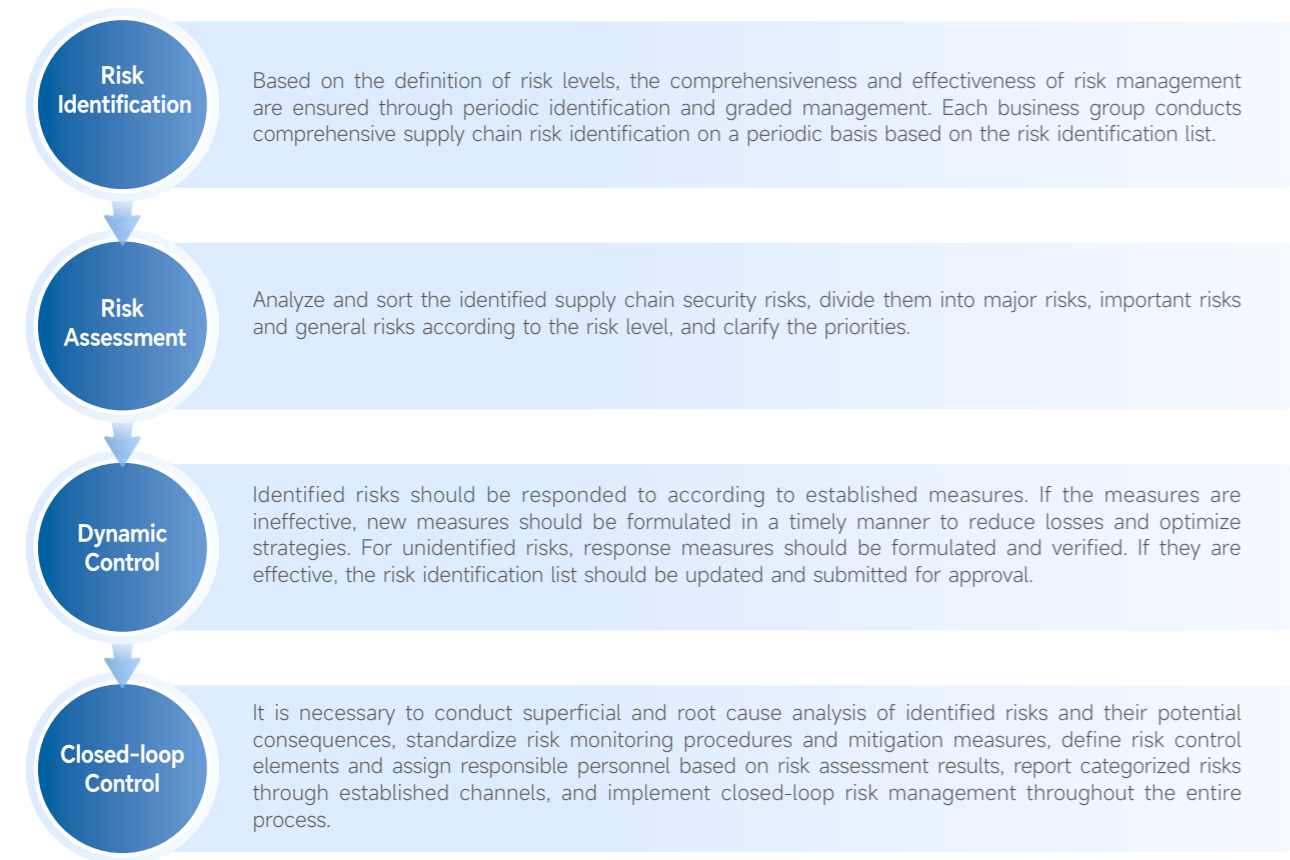 Risk
Identification
Based on the definition of risk levels, the comprehensiveness and effectiveness of risk management
are ensured through periodic identification and graded management. Each business group conducts
comprehensive supply chain risk identification on a periodic basis based on the risk identification list.
Risk
Assessment
Analyze and sort the identified supply chain security risks, divide them into major risks, important risks
and general risks according to the risk level, and clarify the priorities.
Dynamic
Control
Identified risks should be responded to according to established measures. If the measures are
ineffective, new measures should be formulated in a timely manner to reduce losses and optimize
strategies. For unidentified risks, response measures should be formulated and verified. If they are
effective, the risk identification list should be updated and submitted for approval.
Closed-loop
Control
It is necessary to conduct superficial and root cause analysis of identified risks and their potential
consequences, standardize risk monitoring procedures and mitigation measures, define risk control
elements and assign responsible personnel based on risk assessment results, report categorized risks
through established channels, and implement closed-loop risk management throughout the entire
process.